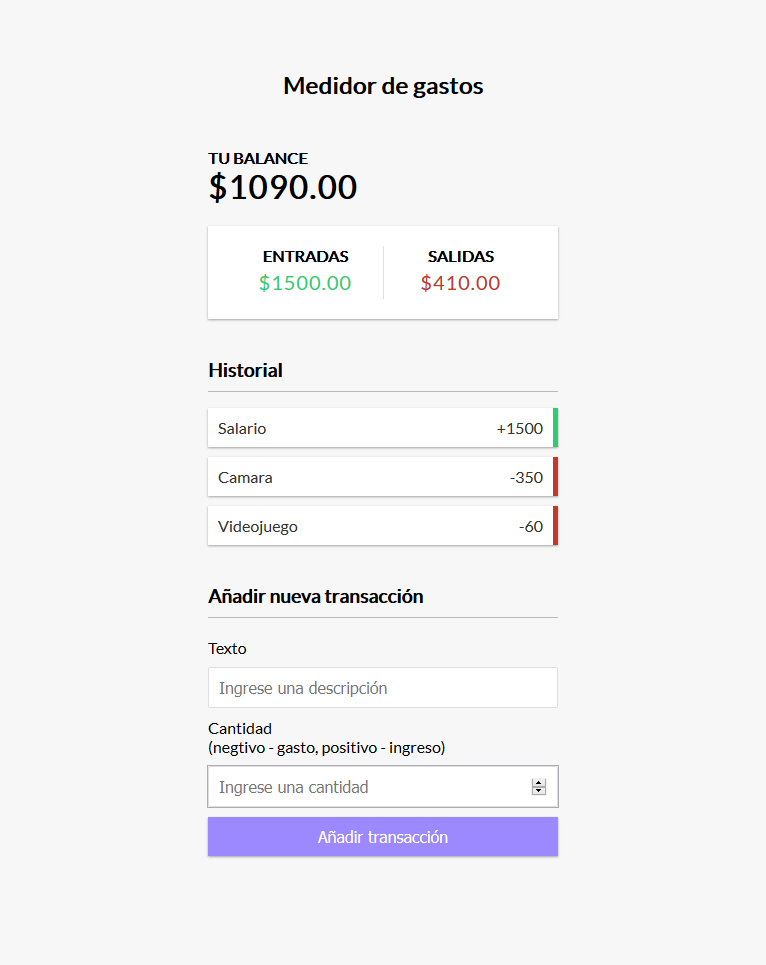 Medidor de gastos
TU BALANCE
$1090.00
ENTRADAS SALIDAS
$1500.00 $410.00
Historial
Salario +1500
Camara -350
Videojuego -60
Añadir nueva transacción
Texto
Ingrese una descripción
Cantidad
(negtivo - gasto, positivo - ingreso)
Ingrese una cantidad
Añadir transacción